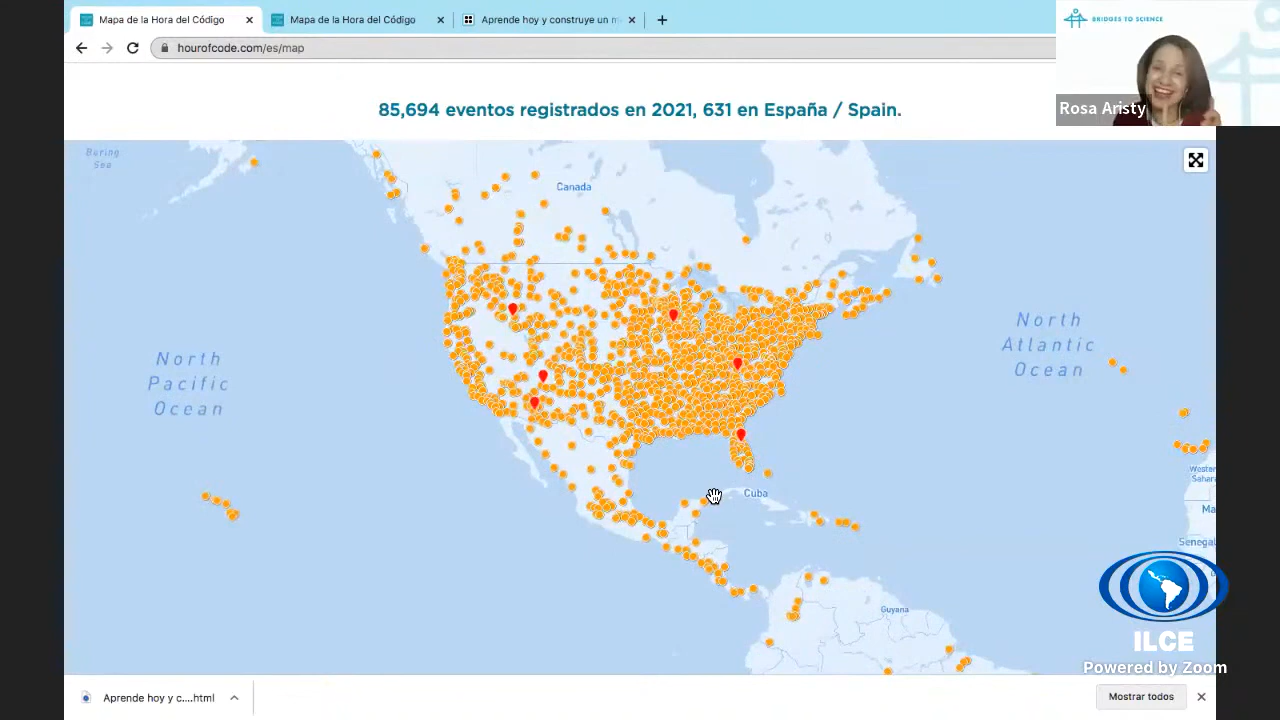 Mapa de la Hora del Código
Mapa de la Hora del Código
Aprende hoy y construye un m
hourofcode.com/es/map
BRIDGES TO SCIENCE
Rosa Aristy
85,694 eventos registrados en 2021, 631 en España / Spain.
Bering
Sea
Canada
North
Pacific
Ocean
North
Atlantic
Ocean
Cuba
Western
Sahara
Ma
Senegal
Guyana
ILCE
Powered by Zoom
Aprende hoy y c....html
Mostrar todos